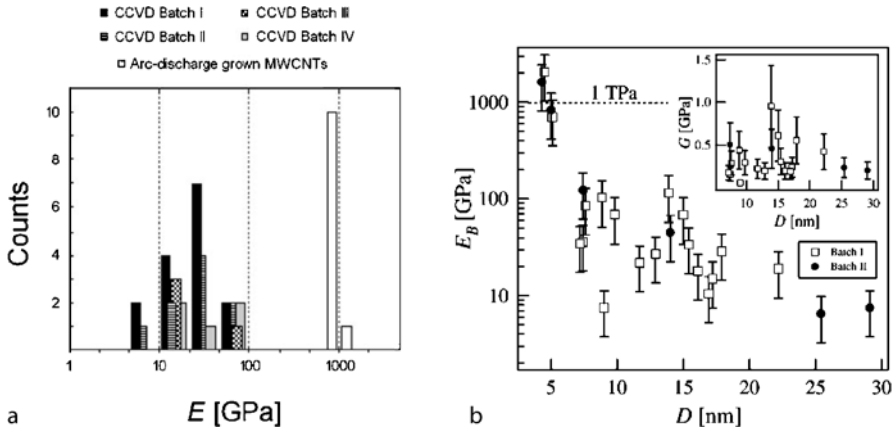 CCVD Batch I
CCVD Batch III
CCVD Batch II
CCVD Batch IV
Arc-discharge grown MWCNTs
10
8
6
4
2
Counts
1
10
100
1000
E [GPa]
a
1000
100
10
E_B [GPa]
1 TPa
1.5
1.0
0.5
G [GPa]
5 10 15 20 25 30
D [nm]
Batch I
Batch II
5 10 15 20 25 30
D [nm]
b